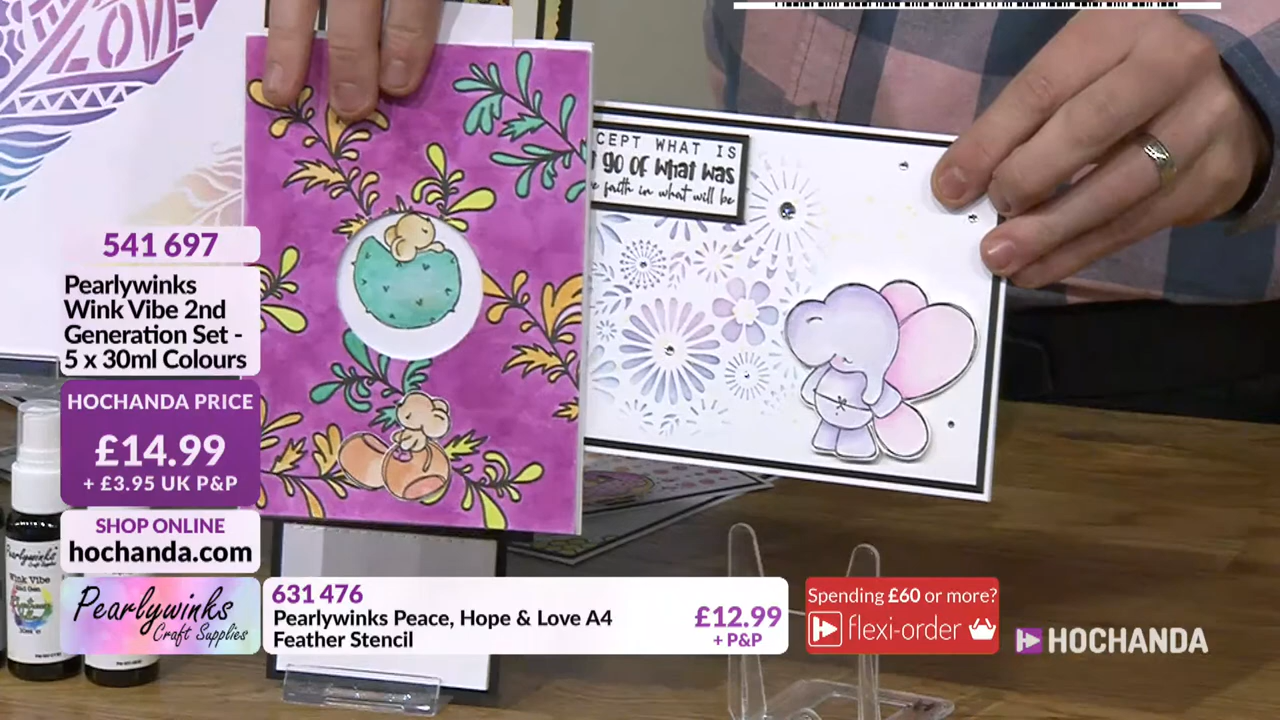 LOVE
CEPT WHAT IS
go of what was
faith in what will be
541 697
Pearlywinks
Wink Vibe 2nd
Generation Set -
5 x 30ml Colours
HOCHANDA PRICE
£14.99
+ £3.95 UK P&P
SHOP ONLINE
hochanda.com
Pearlywinks
Craft Supplies
631 476
Pearlywinks Peace, Hope & Love A4
Feather Stencil
£12.99
+ P&P
Spending £60 or more?
flexi-order
HOCHANDA
Pearlywinks
Wink Vibe